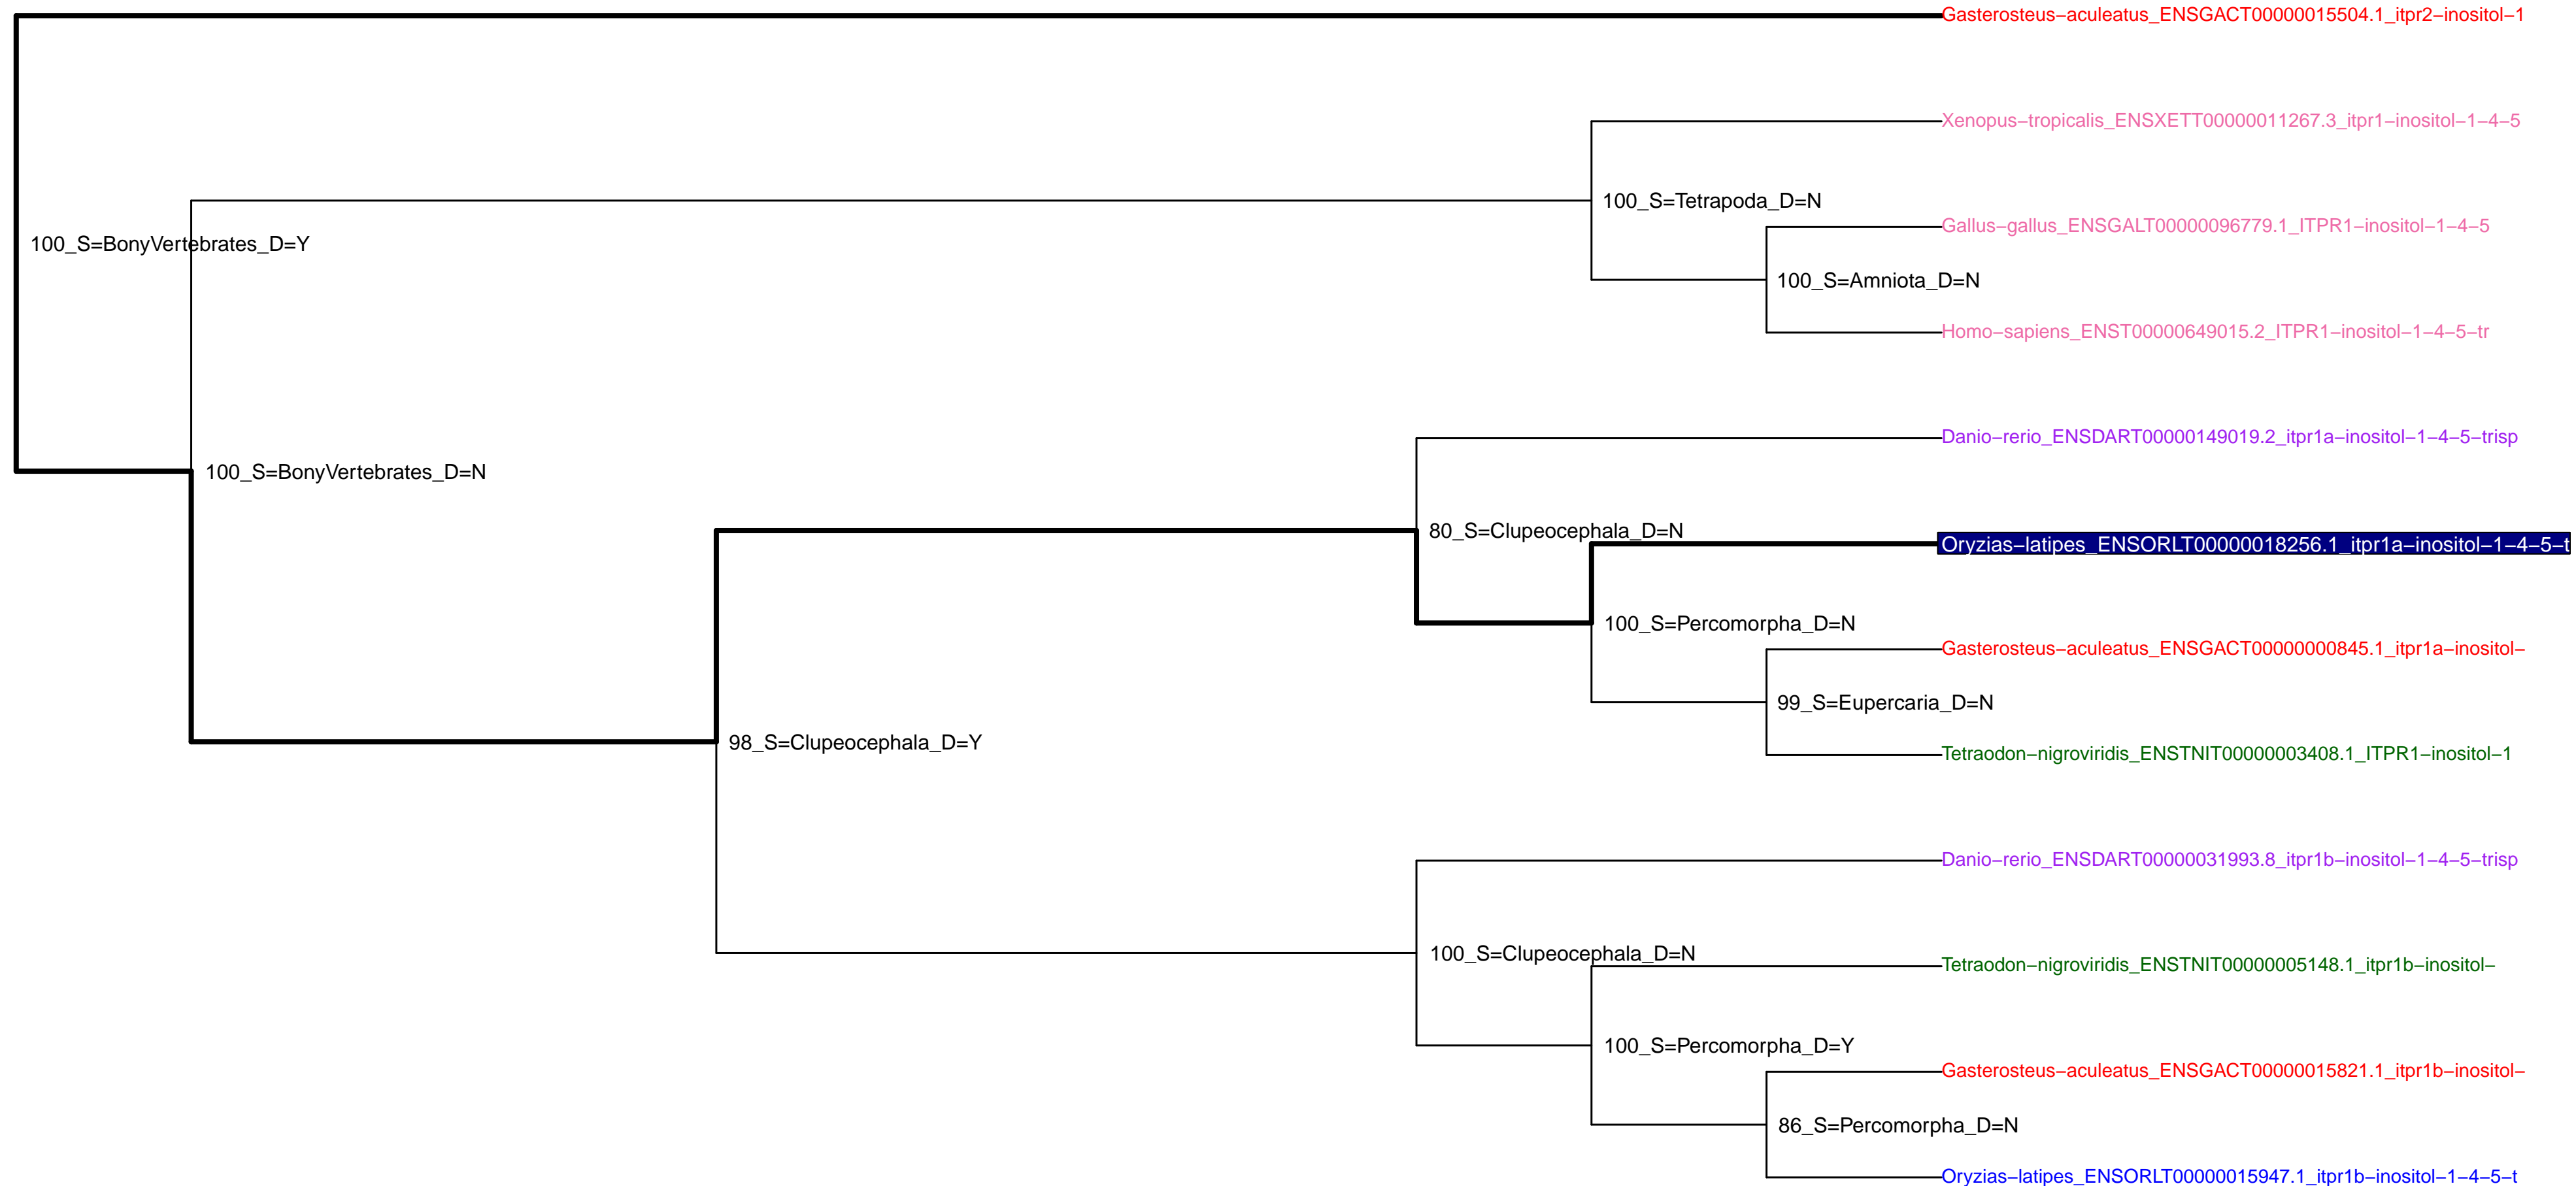 Gasterosteus−aculeatus_ENSGACT00000015504.1_itpr2−inositol−1
Xenopus−tropicalis_ENSXETT00000011267.3_itpr1−inositol−1−4−5
100_S=Tetrapoda_D=N
Gallus−gallus_ENSGALT00000096779.1_ITPR1−inositol−1−4−5
100_S=BonyVertebrates_D=Y
100_S=Amniota_D=N
Homo−sapiens_ENST00000649015.2_ITPR1−inositol−1−4−5−tr
Danio−rerio_ENSDART00000149019.2_itpr1a−inositol−1−4−5−trisp
100_S=BonyVertebrates_D=N
80_S=Clupeocephala_D=N
Oryzias−latipes_ENSORLT00000018256.1_itpr1a−inositol−1−4−5−t
100_S=Percomorpha_D=N
Gasterosteus−aculeatus_ENSGACT00000000845.1_itpr1a−inositol−
99_S=Eupercaria_D=N
98_S=Clupeocephala_D=Y
Tetraodon−nigroviridis_ENSTNIT00000003408.1_ITPR1−inositol−1
Danio−rerio_ENSDART00000031993.8_itpr1b−inositol−1−4−5−trisp
100_S=Clupeocephala_D=N
Tetraodon−nigroviridis_ENSTNIT00000005148.1_itpr1b−inositol−
100_S=Percomorpha_D=Y
Gasterosteus−aculeatus_ENSGACT00000015821.1_itpr1b−inositol−
86_S=Percomorpha_D=N
Oryzias−latipes_ENSORLT00000015947.1_itpr1b−inositol−1−4−5−t